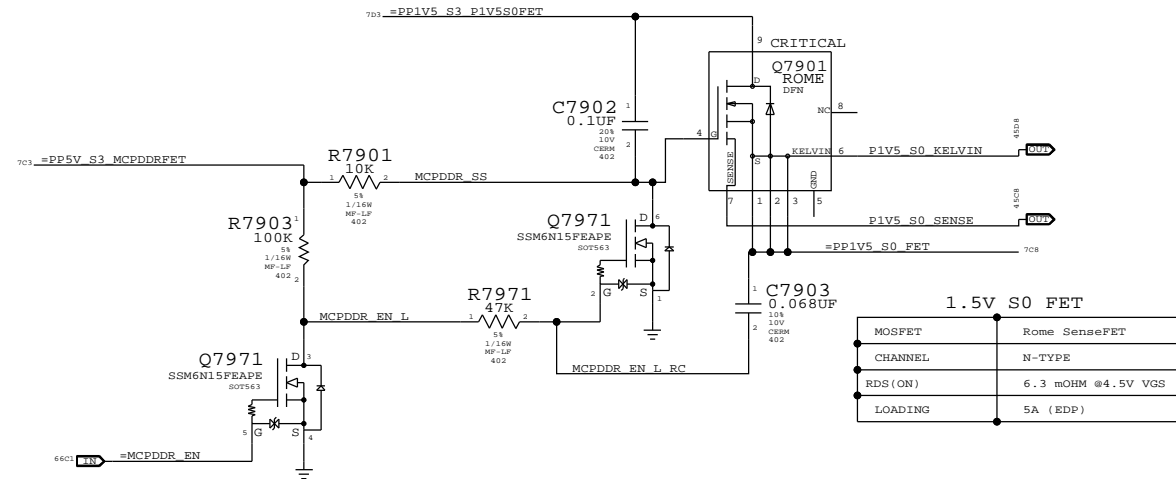 7D3 =PP1V5_S3_P1V5S0FET
9 CRITICAL
Q7901
ROME
DFN
D
NC 8
4 G
SENSE
S
KELVIN 6
GND
7 1 2 3 5
C7902
0.1UF
20%
10V
CERM
402
1
2
P1V5_S0_KELVIN
45D8
OUT
P1V5_S0_SENSE
45C8
OUT
=PP1V5_S0_FET
7C8
7C3 =PP5V_S3_MCPDDRFET
R7901
10K
1 2
5%
1/16W
MF-LF
402
MCPDDR_SS
R7903
100K
5%
1/16W
MF-LF
402
1
2
Q7971
SSM6N15FEAPE
SOT563
D 6
2 G S 1
R7971
47K
1 2
5%
1/16W
MF-LF
402
MCPDDR_EN_L
C7903
0.068UF
10%
10V
CERM
402
1
2
MCPDDR_EN_L_RC
Q7971
SSM6N15FEAPE
SOT563
D 3
5 G S 4
66C1 IN =MCPDDR_EN
1.5V S0 FET
MOSFET Rome SenseFET
CHANNEL N-TYPE
RDS(ON) 6.3 mOHM @4.5V VGS
LOADING 5A (EDP)